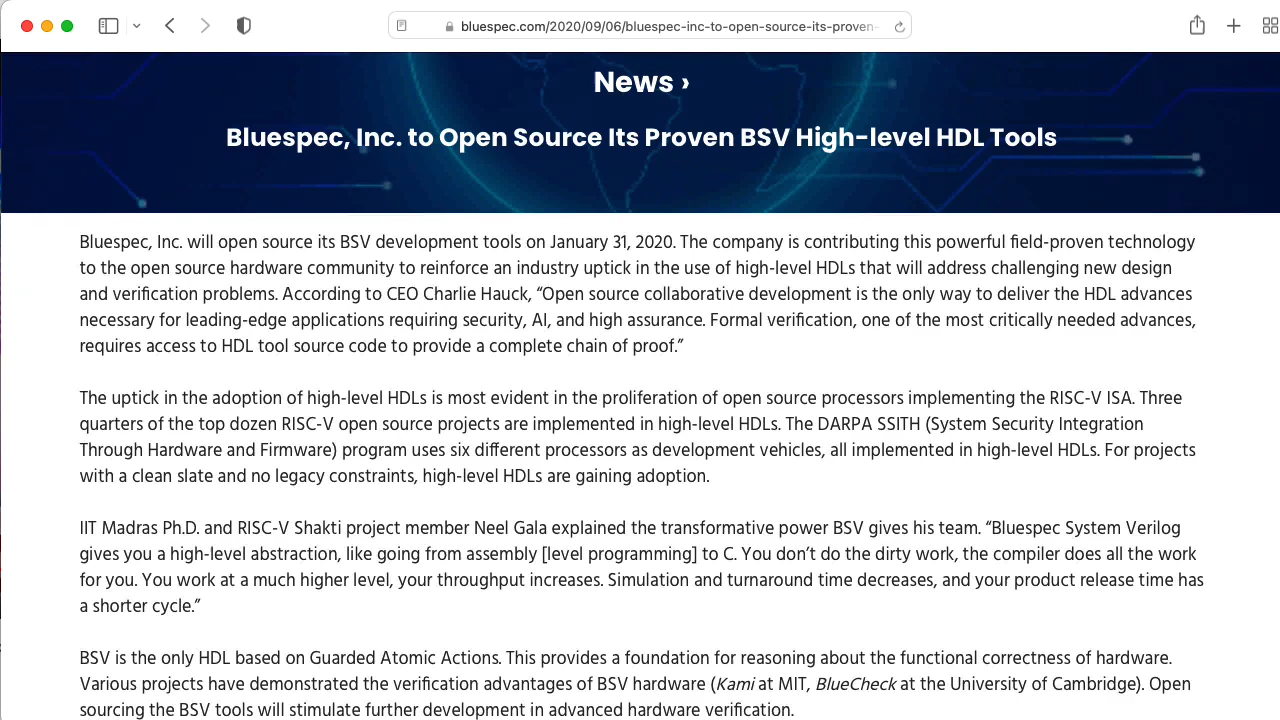 bluespec.com/2020/09/06/bluespec-inc-to-open-source-its-proven-
News ›
Bluespec, Inc. to Open Source Its Proven BSV High-level HDL Tools
Bluespec, Inc. will open source its BSV development tools on January 31, 2020. The company is contributing this powerful field-proven technology
to the open source hardware community to reinforce an industry uptick in the use of high-level HDLs that will address challenging new design
and verification problems. According to CEO Charlie Hauck, “Open source collaborative development is the only way to deliver the HDL advances
necessary for leading-edge applications requiring security, AI, and high assurance. Formal verification, one of the most critically needed advances,
requires access to HDL tool source code to provide a complete chain of proof.”
The uptick in the adoption of high-level HDLs is most evident in the proliferation of open source processors implementing the RISC-V ISA. Three
quarters of the top dozen RISC-V open source projects are implemented in high-level HDLs. The DARPA SSITH (System Security Integration
Through Hardware and Firmware) program uses six different processors as development vehicles, all implemented in high-level HDLs. For projects
with a clean slate and no legacy constraints, high-level HDLs are gaining adoption.
IIT Madras Ph.D. and RISC-V Shakti project member Neel Gala explained the transformative power BSV gives his team. “Bluespec System Verilog
gives you a high-level abstraction, like going from assembly [level programming] to C. You don’t do the dirty work, the compiler does all the work
for you. You work at a much higher level, your throughput increases. Simulation and turnaround time decreases, and your product release time has
a shorter cycle.”
BSV is the only HDL based on Guarded Atomic Actions. This provides a foundation for reasoning about the functional correctness of hardware.
Various projects have demonstrated the verification advantages of BSV hardware (Kami at MIT, BlueCheck at the University of Cambridge). Open
sourcing the BSV tools will stimulate further development in advanced hardware verification.